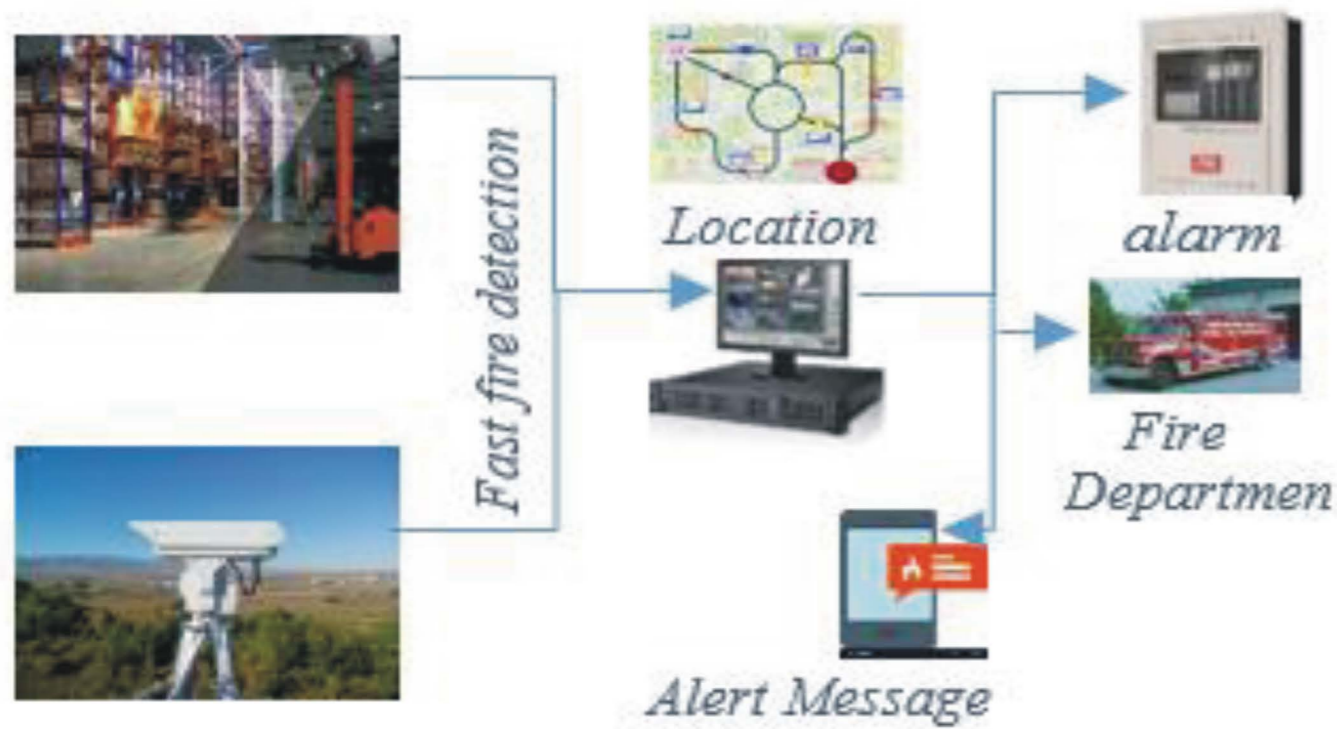 Fast fire detection
Location
alarm
Fire
Departmen
Alert Message